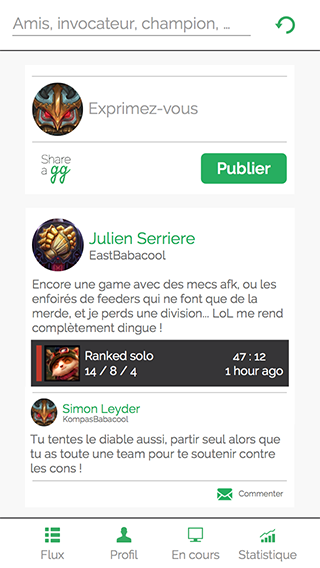 Amis, invocateur, champion, ...
Exprimez-vous
Share
a gg
Publier
Julien Serriere
EastBabacool
Encore une game avec des mecs afk, ou les
enfoirés de feeders qui ne font que de la
merde, et je perds une division... LoL me rend
complètement dingue !
Ranked solo 47 : 12
14 / 8 / 4 1 hour ago
Simon Leyder
KompasBabacool
Tu tentes le diable aussi, partir seul alors que
tu as toute une team pour te soutenir contre
les cons !
Commenter
Flux Profil En cours Statistique